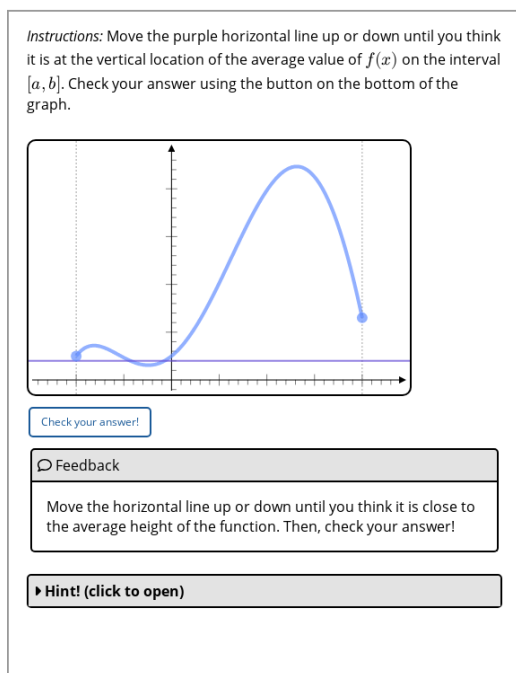 Instructions: Move the purple horizontal line up or down until you think
it is at the vertical location of the average value of f(x) on the interval
[a, b]. Check your answer using the button on the bottom of the
graph.
Check your answer!
Feedback
Move the horizontal line up or down until you think it is close to
the average height of the function. Then, check your answer!
Hint! (click to open)